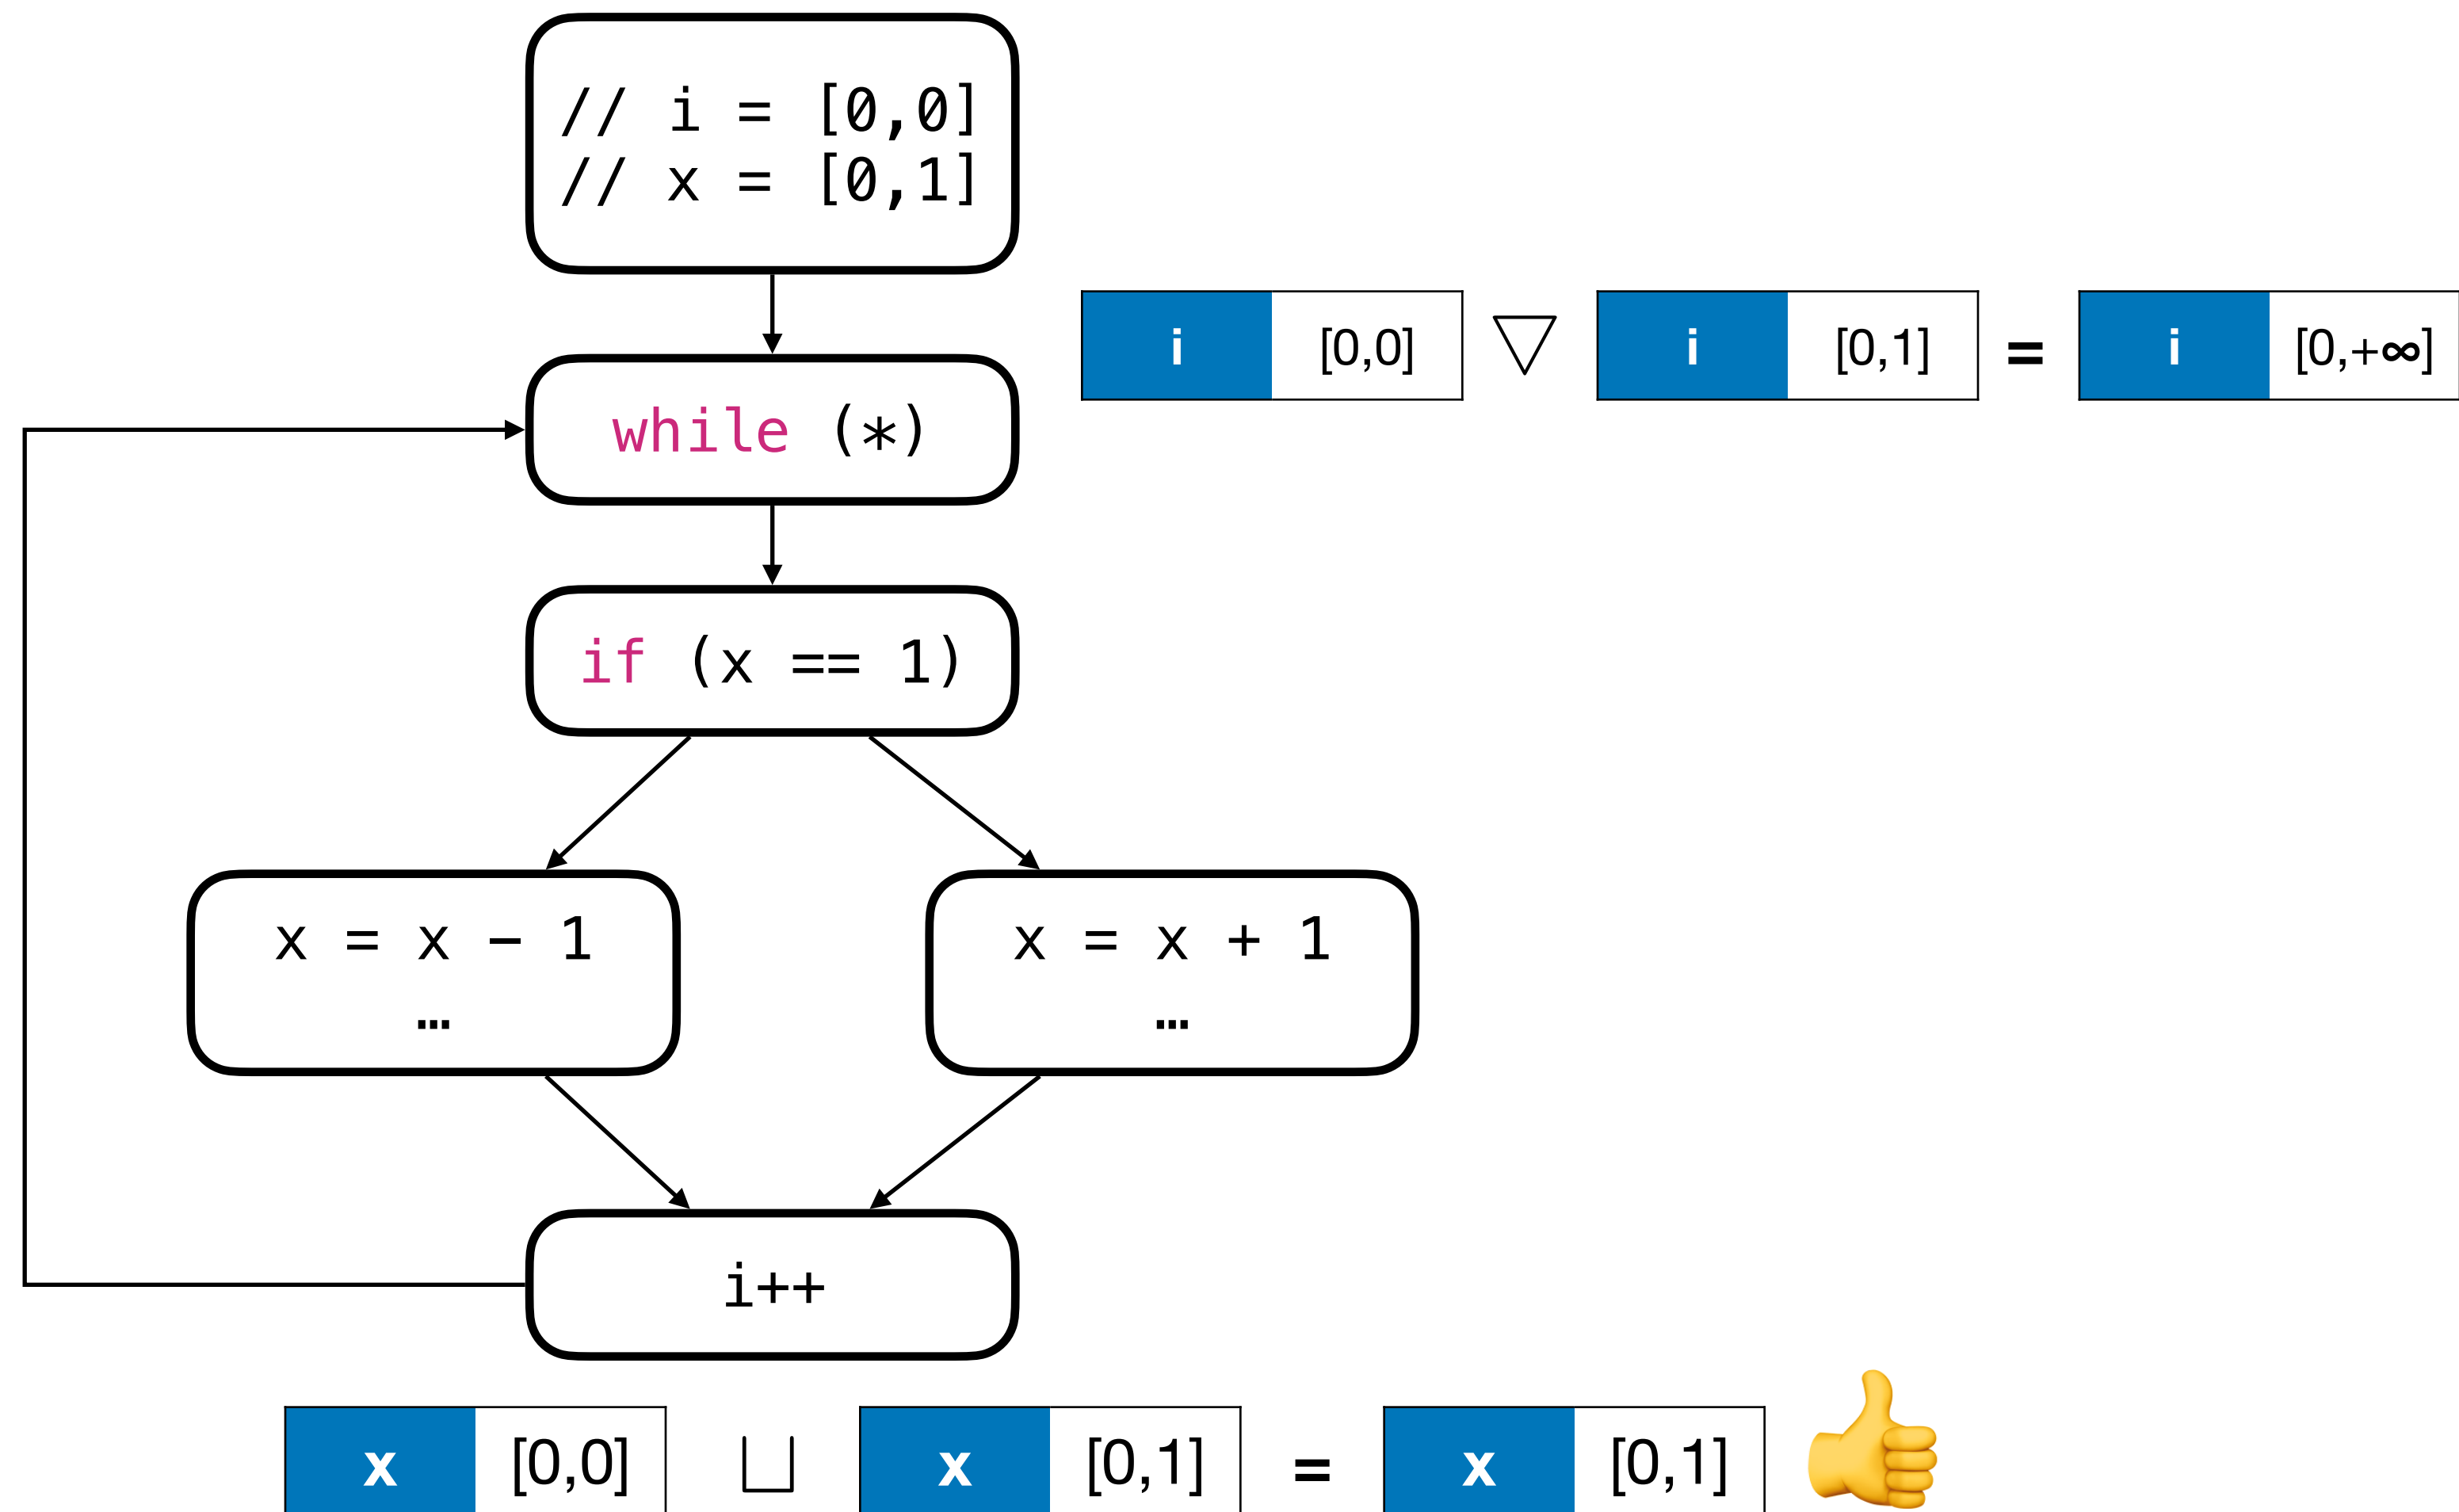 // i = [0,0]
// x = [0,1]
i [0,0] ▽ i [0,1] = i [0,+∞]
while (*)
if (x == 1)
x = x - 1
…
x = x + 1
…
i++
x [0,0] ⊔ x [0,1] = x [0,1]